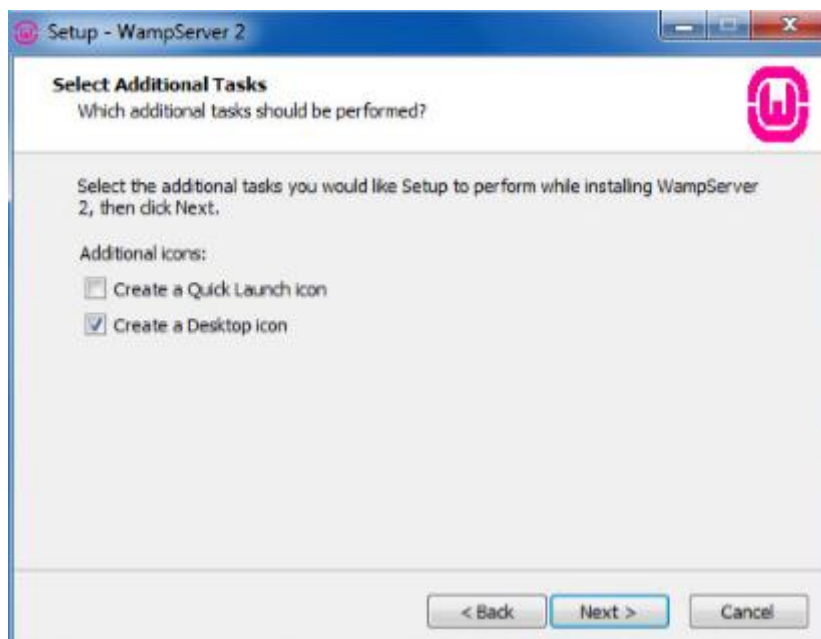 Setup - WampServer 2
Select Additional Tasks
Which additional tasks should be performed?
W
Select the additional tasks you would like Setup to perform while installing WampServer
2, then click Next.
Additional icons:
Create a Quick Launch icon
Create a Desktop icon
< Back
Next >
Cancel